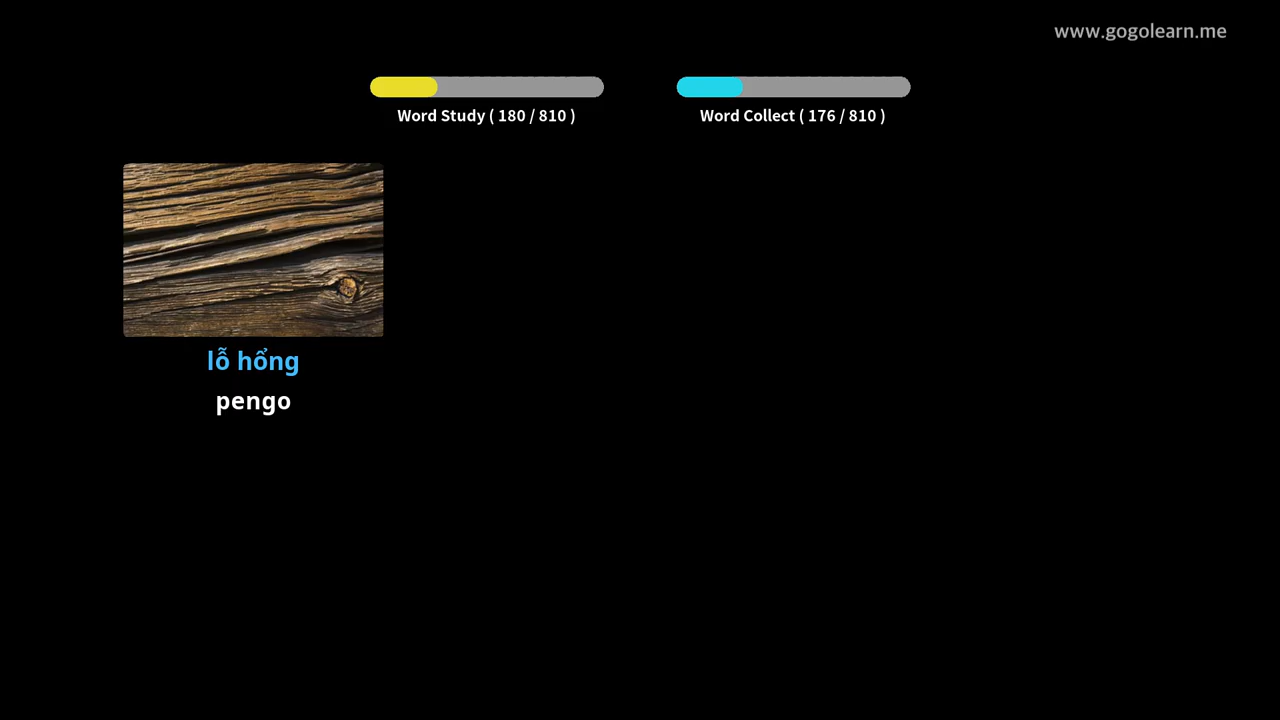 www.gogolearn.me
Word Study ( 180 / 810 )
Word Collect ( 176 / 810 )
lỗ hổng
pengo